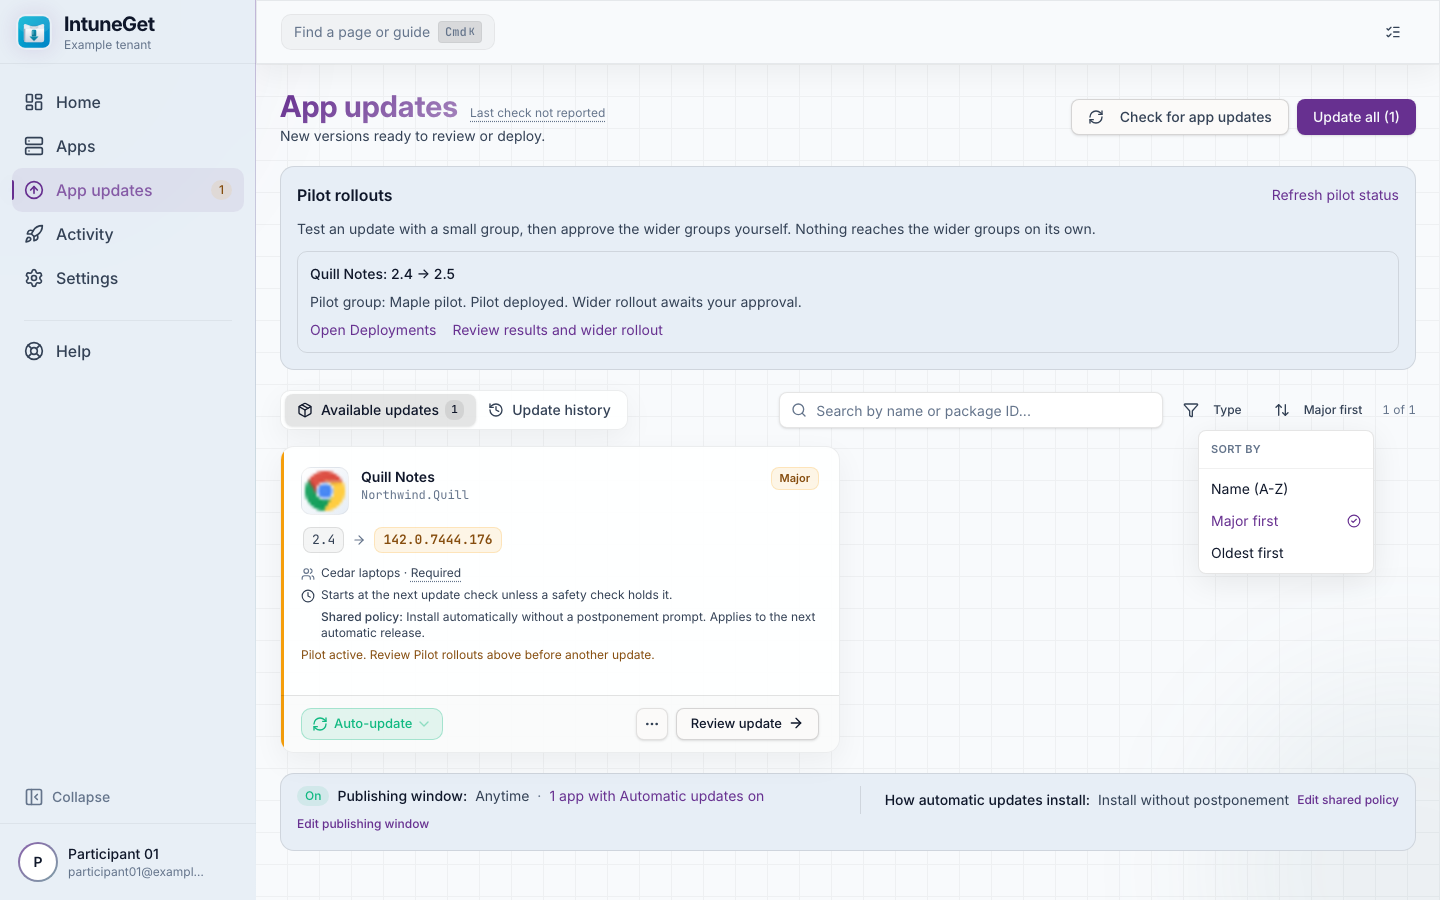 IntuneGet
Example tenant
Find a page or guide Cmd K
Home
Apps
App updates 1
Activity
Settings
Help
Collapse
P
Participant 01
participant01@exampl...
App updates Last check not reported
New versions ready to review or deploy.
Check for app updates
Update all (1)
Pilot rollouts
Refresh pilot status
Test an update with a small group, then approve the wider groups yourself. Nothing reaches the wider groups on its own.
Quill Notes: 2.4 → 2.5
Pilot group: Maple pilot. Pilot deployed. Wider rollout awaits your approval.
Open Deployments Review results and wider rollout
Available updates 1 Update history
Search by name or package ID...
Type
Major first
1 of 1
SORT BY
Name (A-Z)
Major first
Oldest first
Quill Notes
Northwind.Quill
Major
2.4 → 142.0.7444.176
Cedar laptops · Required
Starts at the next update check unless a safety check holds it.
Shared policy: Install automatically without a postponement prompt. Applies to the next
automatic release.
Pilot active. Review Pilot rollouts above before another update.
Auto-update
Review update →
On Publishing window: Anytime · 1 app with Automatic updates on
Edit publishing window
How automatic updates install: Install without postponement Edit shared policy